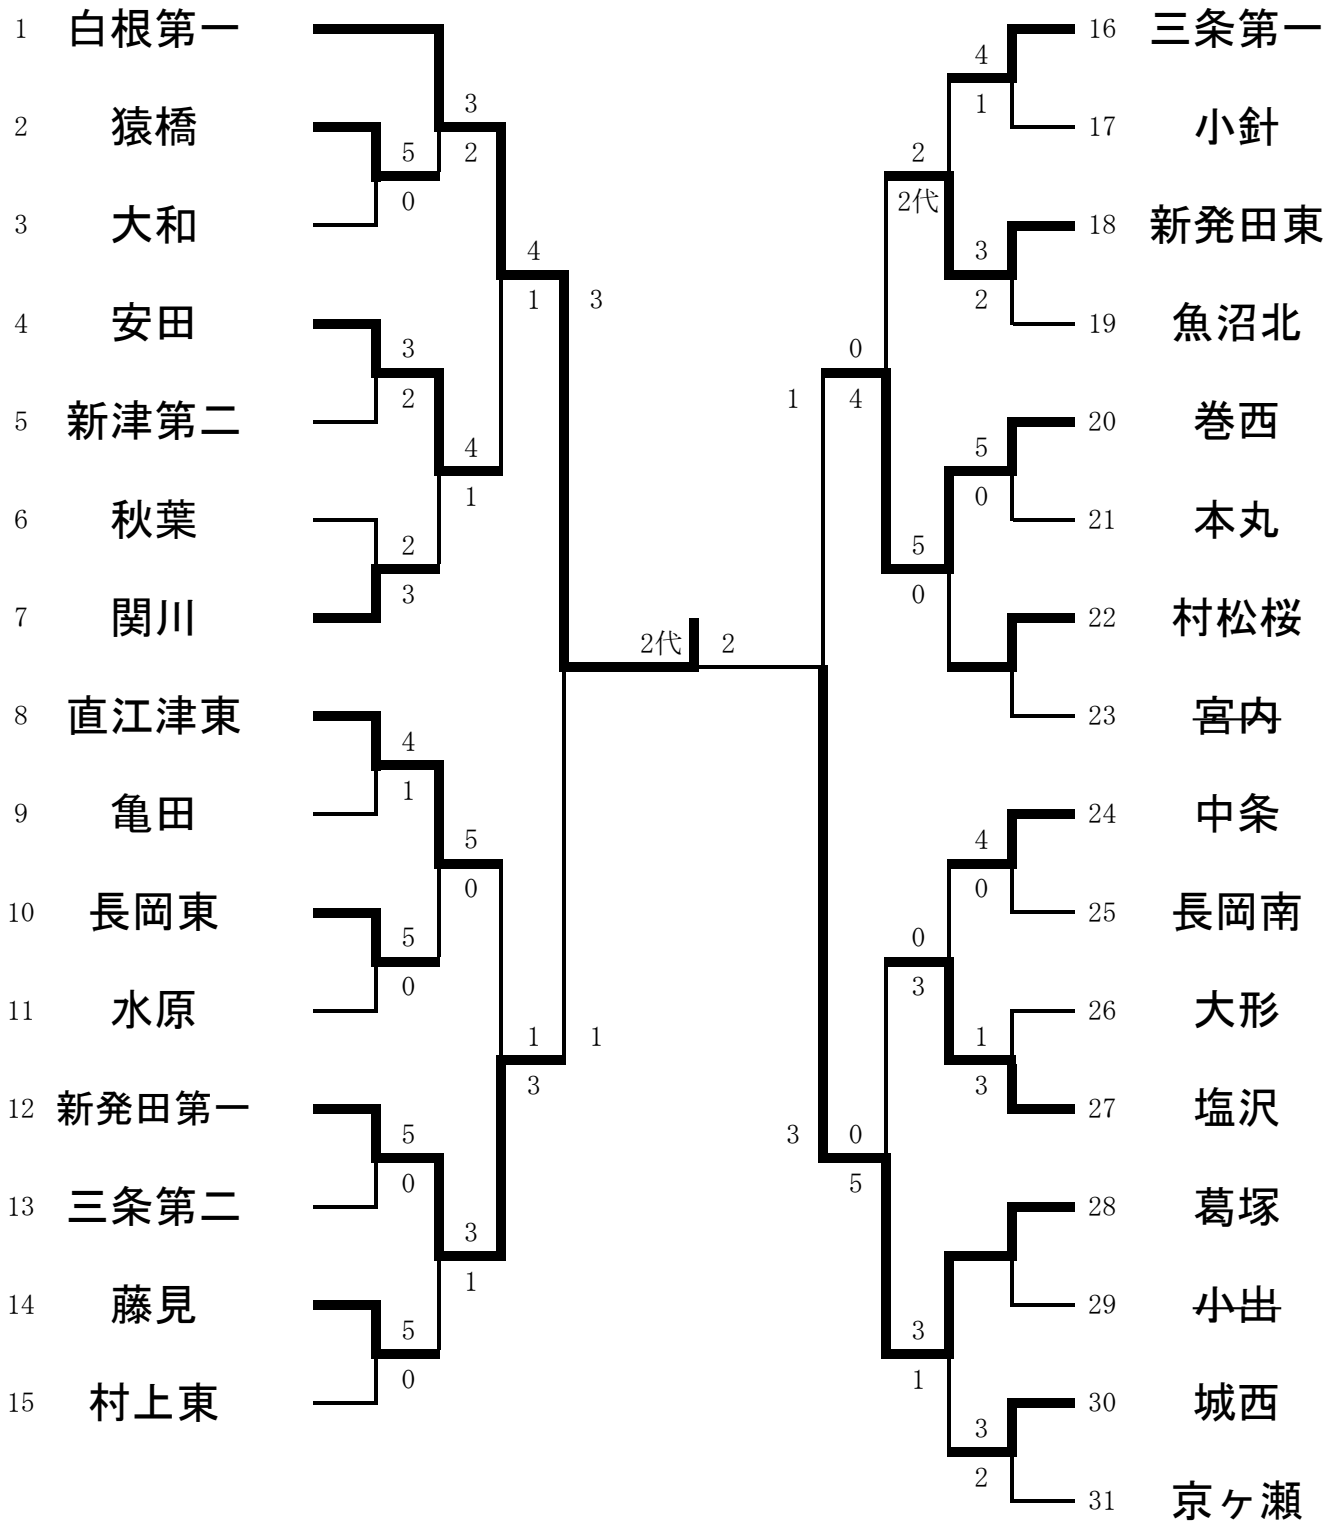 1 白根第一
3
2 猿橋
2
5
0
3 大和
4
1
3
4 安田
3
2
5 新津第二
4
1
6 秋葉
2
3
7 関川
2代
2
8 直江津東
4
1
9 亀田
5
0
10 長岡東
5
0
11 水原
1
1
3
12 新発田第一
5
0
13 三条第二
3
1
14 藤見
5
0
15 村上東
16 三条第一
4
1
17 小針
2
2代
18 新発田東
3
2
19 魚沼北
0
4
1
20 巻西
5
0
21 本丸
5
0
22 村松桜
23 宮内
24 中条
4
0
25 長岡南
0
3
26 大形
1
3
27 塩沢
3
0
5
28 葛塚
29 小出
3
1
30 城西
3
2
31 京ヶ瀬